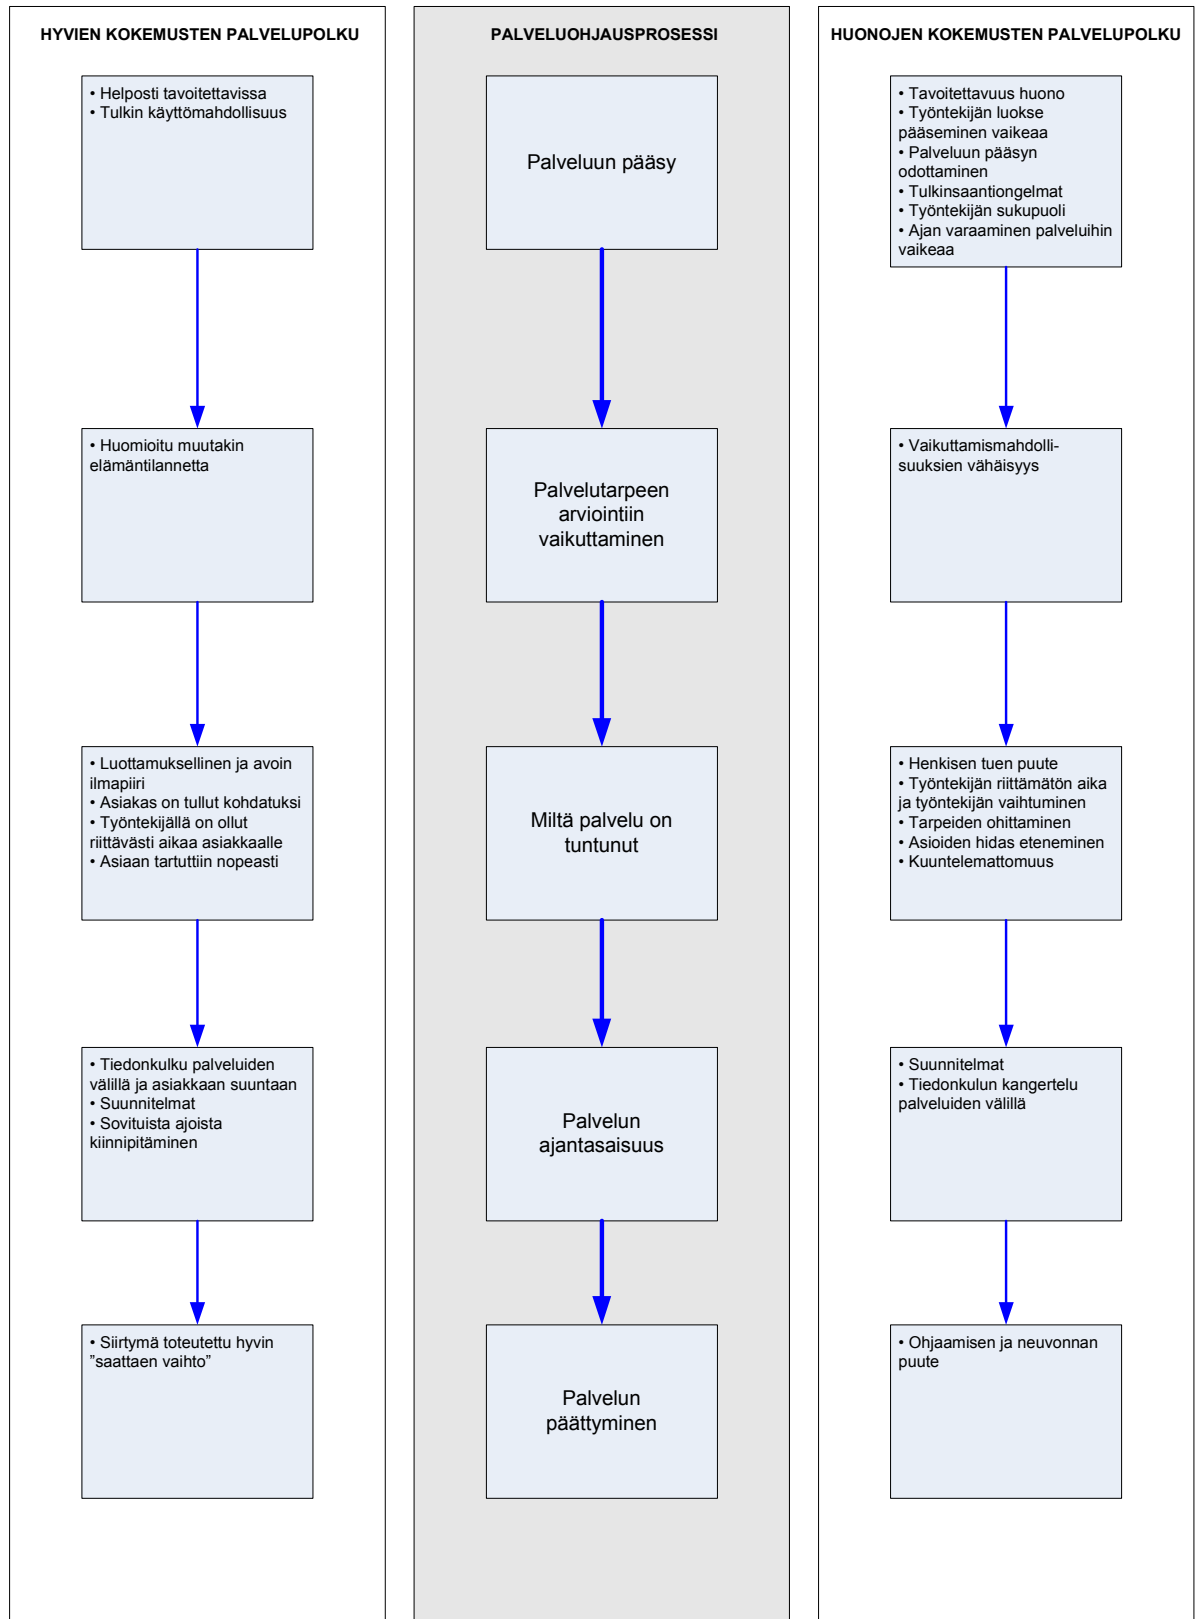 HYVIEN KOKEMUSTEN PALVELUPOLKU
• Helposti tavoitettavissa
• Tulkin käyttömahdollisuus
• Huomioitu muutakin
elämäntilannetta
• Luottamuksellinen ja avoin
ilmapiiri
• Asiakas on tullut kohdatuksi
• Työntekijällä on ollut
riittävästi aikaa asiakkaalle
• Asiaan tartuttiin nopeasti
• Tiedonkulku palveluiden
välillä ja asiakkaan suuntaan
• Suunnitelmat
• Sovituista ajoista
kiinnipitäminen
• Siirtymä toteutettu hyvin
”saattaen vaihto”
PALVELUOHJAUSPROSESSI
Palveluun pääsy
Palvelutarpeen
arviointiin
vaikuttaminen
Miltä palvelu on
tuntunut
Palvelun
ajantasaisuus
Palvelun
päättyminen
HUONOJEN KOKEMUSTEN PALVELUPOLKU
• Tavoitettavuus huono
• Työntekijän luokse
pääseminen vaikeaa
• Palveluun pääsyn
odottaminen
• Tulkinsaantiongelmat
• Työntekijän sukupuoli
• Ajan varaaminen palveluihin
vaikeaa
• Vaikuttamismahdolli-
suuksien vähäisyys
• Henkisen tuen puute
• Työntekijän riittämätön aika
ja työntekijän vaihtuminen
• Tarpeiden ohittaminen
• Asioiden hidas eteneminen
• Kuuntelemattomuus
• Suunnitelmat
• Tiedonkulun kangertelu
palveluiden välillä
• Ohjaamisen ja neuvonnan
puute